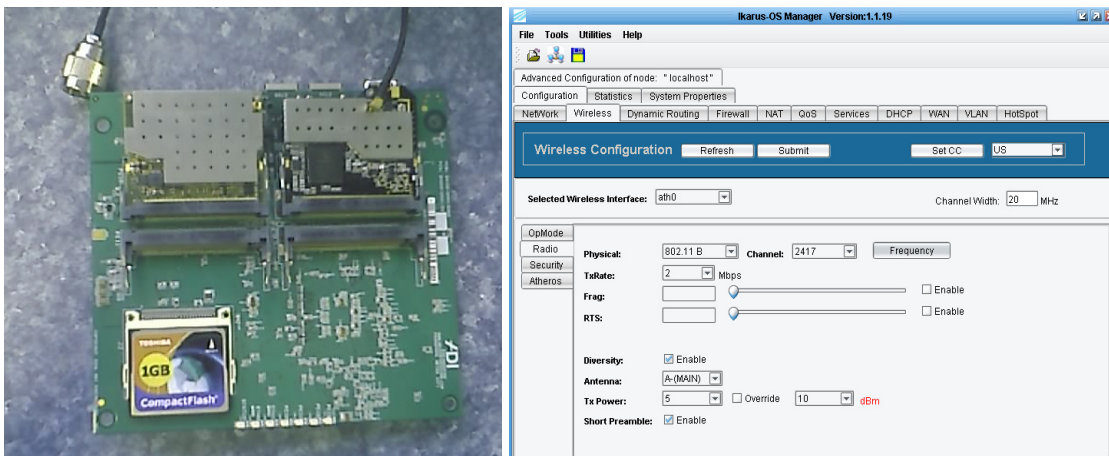 TOSHIBA
1GB
CompactFlash
ADI
Ikarus-OS Manager Version:1.1.19
File Tools Utilities Help
Advanced Configuration of node: "localhost"
Configuration Statistics System Properties
NetWork Wireless Dynamic Routing Firewall NAT QoS Services DHCP WAN VLAN HotSpot
Wireless Configuration Refresh Submit Set CC US
Selected Wireless Interface: ath0 Channel Width: 20 MHz
OpMode
Radio
Security
Atheros
Physical: 802.11 B Channel: 2417 Frequency
TxRate: 2 Mbps
Frag: Enable
RTS: Enable
Diversity: Enable
Antenna: A-(MAIN)
Tx Power: 5 Override 10 dBm
Short Preamble: Enable